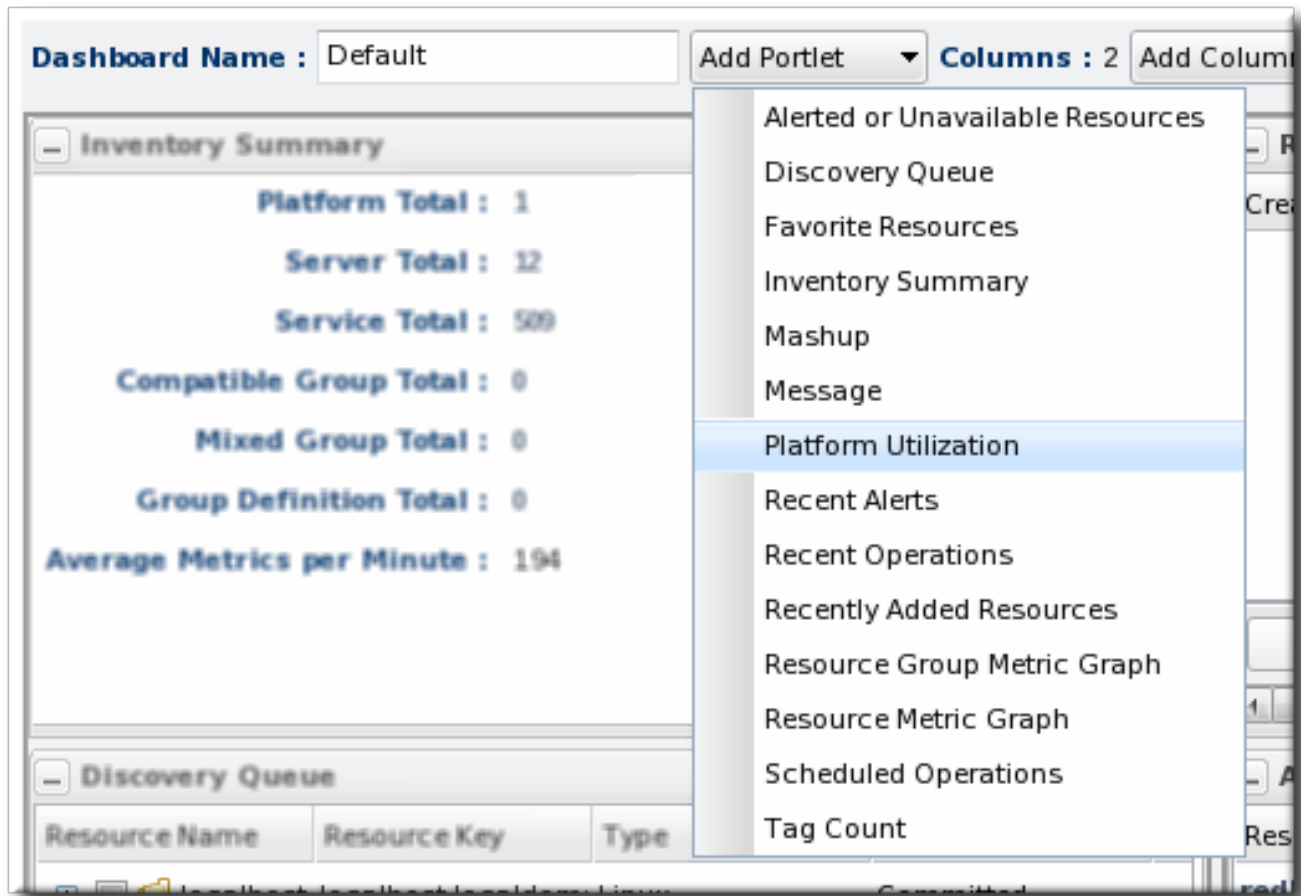 Dashboard Name : Default Add Portlet Columns : 2 Add Colum
Alerted or Unavailable Resources
Discovery Queue
Favorite Resources
Inventory Summary
Mashup
Message
Platform Utilization
Recent Alerts
Recent Operations
Recently Added Resources
Resource Group Metric Graph
Resource Metric Graph
Scheduled Operations
Tag Count
Inventory Summary
Platform Total : 1
Server Total : 12
Service Total : 509
Compatible Group Total : 0
Mixed Group Total : 0
Group Definition Total : 0
Average Metrics per Minute : 194
R
Crea
Discovery Queue
Resource Name Resource Key Type
A
Res